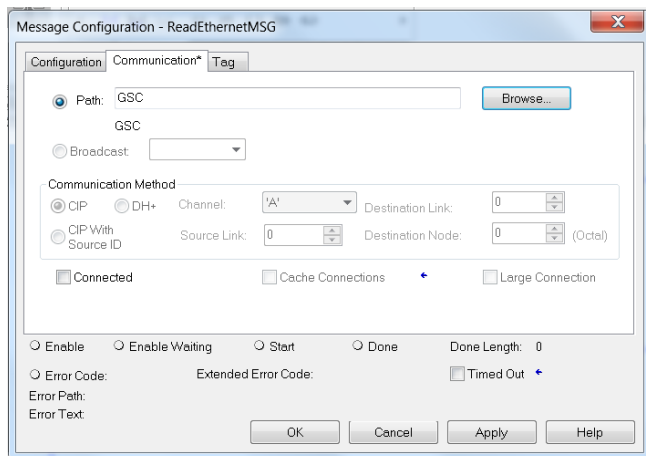 Message Configuration - ReadEthernetMSG
Configuration Communication* Tag
Path: GSC Browse...
GSC
Broadcast:
Communication Method
CIP DH+ Channel: 'A' Destination Link: 0
CIP With Source ID Source Link: 0 Destination Node: 0 (Octal)
Connected Cache Connections Large Connection
Enable Enable Waiting Start Done Done Length: 0
Error Code: Extended Error Code: Timed Out
Error Path:
Error Text:
OK Cancel Apply Help